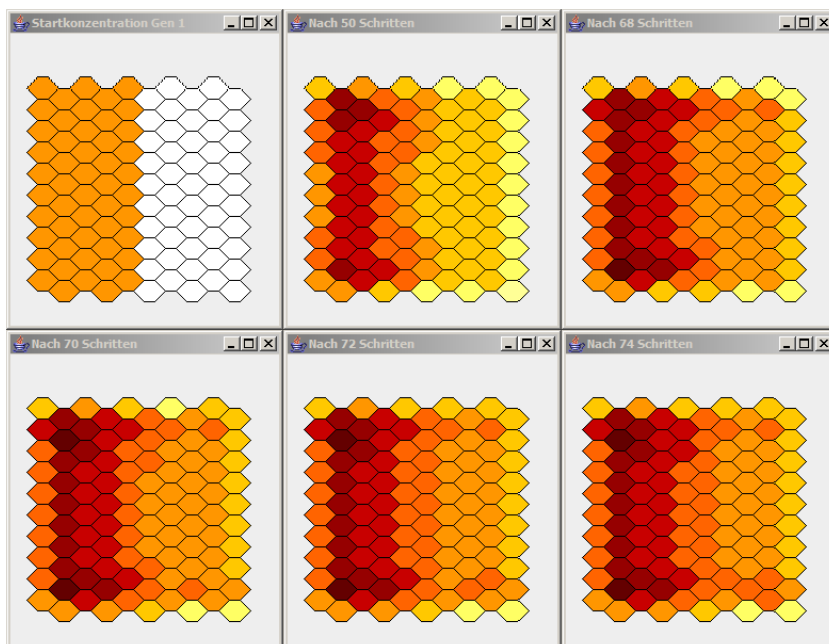 Startkonzentration Gen 1
Nach 50 Schritten
Nach 68 Schritten
Nach 70 Schritten
Nach 72 Schritten
Nach 74 Schritten